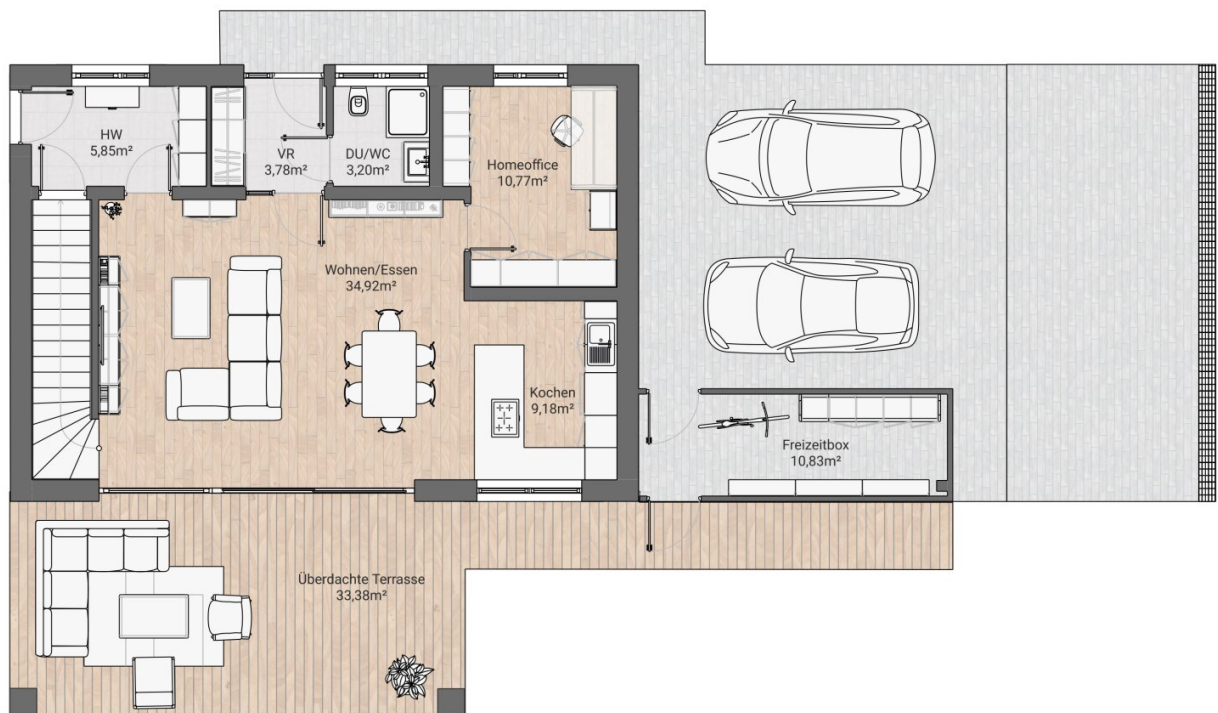 HW
5,85m²
VR
3,78m²
DU/WC
3,20m²
Homeoffice
10,77m²
Wohnen/Essen
34,92m²
Kochen
9,18m²
Freizeitbox
10,83m²
Überdachte Terrasse
33,38m²